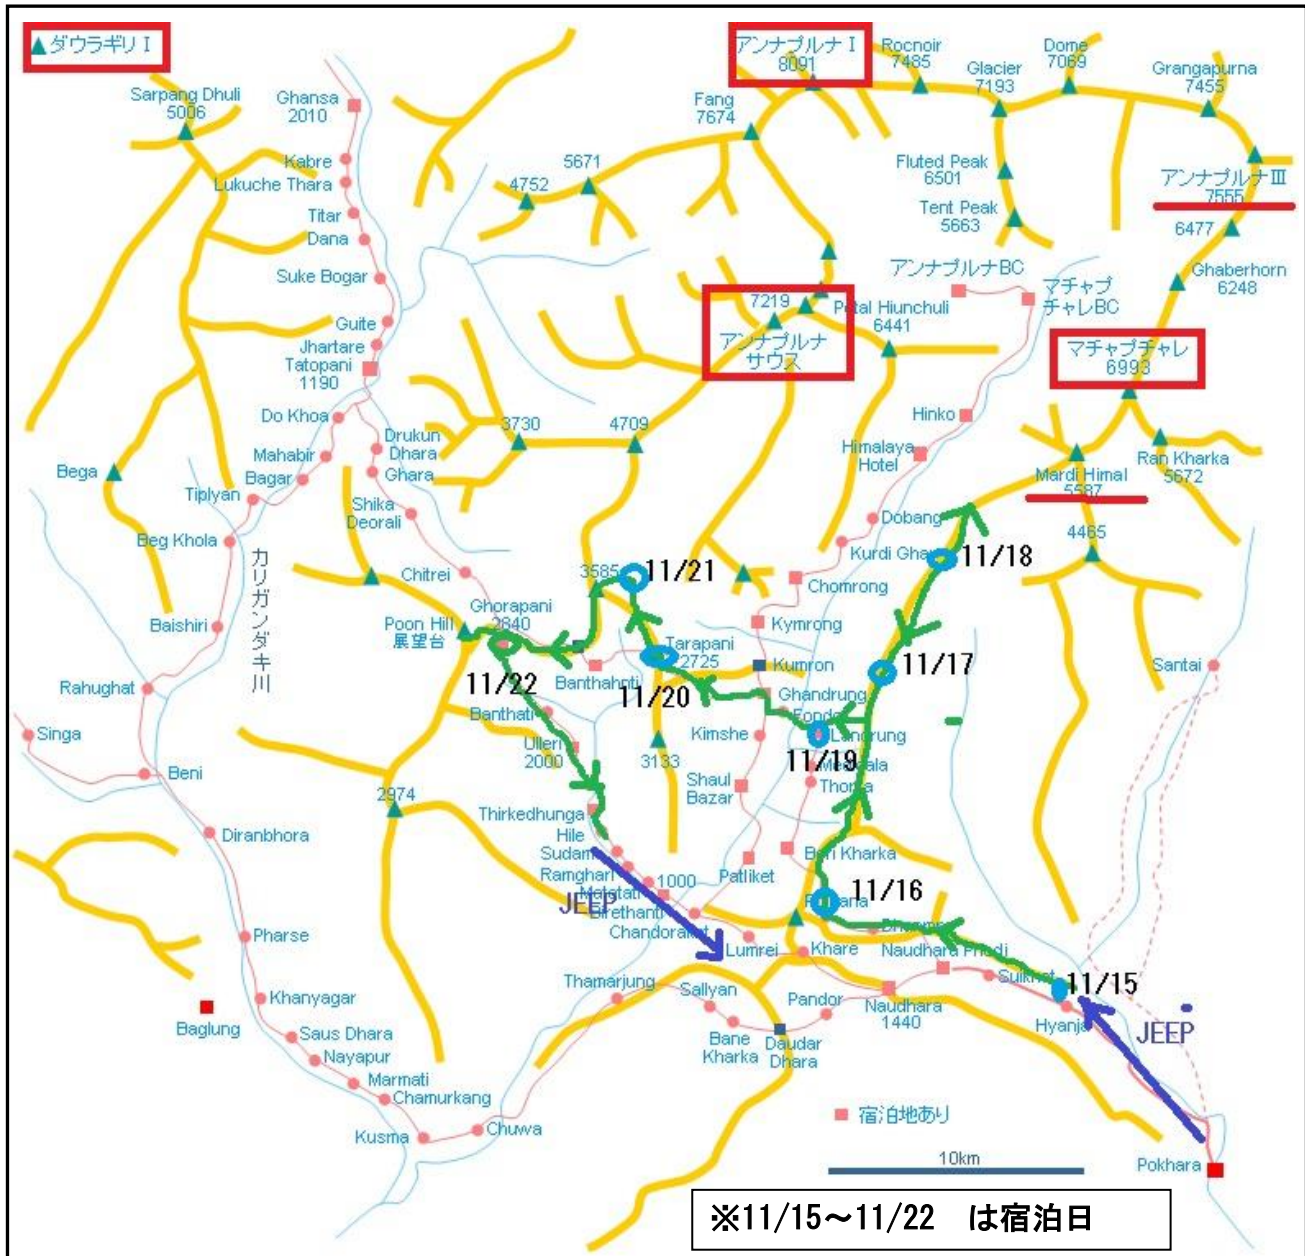 ダウラギリ I
アンナプルナ I
8091
Rocnoir
7485
Glacier
7193
Dome
7069
Grangapurna
7455
Sarpang Dhuli
5006
Ghansa
2010
Fang
7674
Kabre
Lukuche Thara
Titar
Dana
Suke Bogar
Guite
Jhartare
Tatopani
1190
5671
4752
Fluted Peak
6501
Tent Peak
5663
アンナプルナ III
7555
6477
Ghaberhorn
6248
アンナプルナBC
マチャプ
チャレBC
7219
アンナプルナ
サウス
Patal Hiunchuli
6441
マチャプチャレ
6993
Do Khoa
Mahabir
Bagar
Tiplyan
Beg Khola
Bega
Drukun
Dhara
Ghara
Shika
Deorali
Chitrei
3730
4709
Hinko
Himalaya
Hotel
Dobang
Mardi Himal
5587
Ran Kharka
5672
4465
カリガンダキ川
Baishiri
Rahughat
Singa
Beni
Poon Hill
展望台
Ghorapani
2840
3585
11/21
Chomrong
Kymrong
Kumron
11/18
11/17
Tarapani
2725
11/20
Banthahnti
11/22
Banthati
Ulleri
2000
3133
Kimshe
Ghandrung
Landrung
11/19
Shaul
Bazar
Santai
2974
Diranbhora
Thirkedhunga
Hile
Ramghari
1000
Birethanti
Chandorakot
JEEP
Patliket
Beri Kharka
11/16
Lumrei
Khare
Naudhara Phedi
Suikhet
11/15
Hyanja
JEEP
Pharse
Khanyagar
Baglung
Saus Dhara
Nayapur
Marmati
Chamurkang
Kusma
Chuwa
Thamarjung
Sallyan
Bane
Kharka
Daudar
Dhara
Pandor
Naudhara
1440
宿泊地あり
10km
Pokhara
※11/15～11/22 は宿泊日